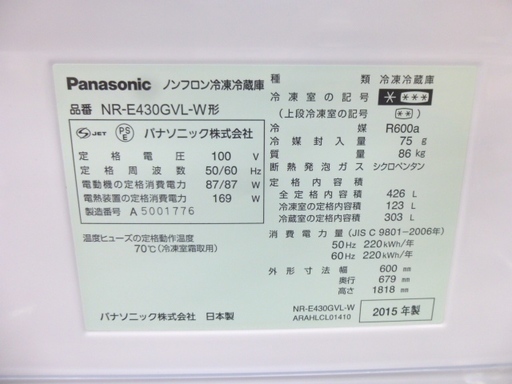 Panasonic ノンフロン冷凍冷蔵庫
品番 NR-E430GVL-W形
S JET PS E パナソニック株式会社
定格電圧 100 V
定格周波数 50/60 Hz
電動機の定格消費電力 87/87 W
電熱装置の定格消費電力 169 W
製造番号 A 5001776
温度ヒューズの定格動作温度
70℃(冷凍室霜取用)
パナソニック株式会社 日本製
種類 冷凍冷蔵庫
冷凍室の記号 * ***
(上段冷凍室の記号 **)
冷媒 R600a
冷媒封入量 75 g
質量 86 kg
断熱発泡ガス シクロペンタン
定格内容積
全定格内容積 426 L
冷凍室の定格内容積 123 L
冷蔵室の定格内容積 303 L
消費電力量(JIS C 9801-2006年)
50 Hz 220 kWh/年
60 Hz 220 kWh/年
外形寸法 幅 600 mm
奥行 679 mm
高さ 1818 mm
NR-E430GVL-W
ARAHLCL01410
2015 年製